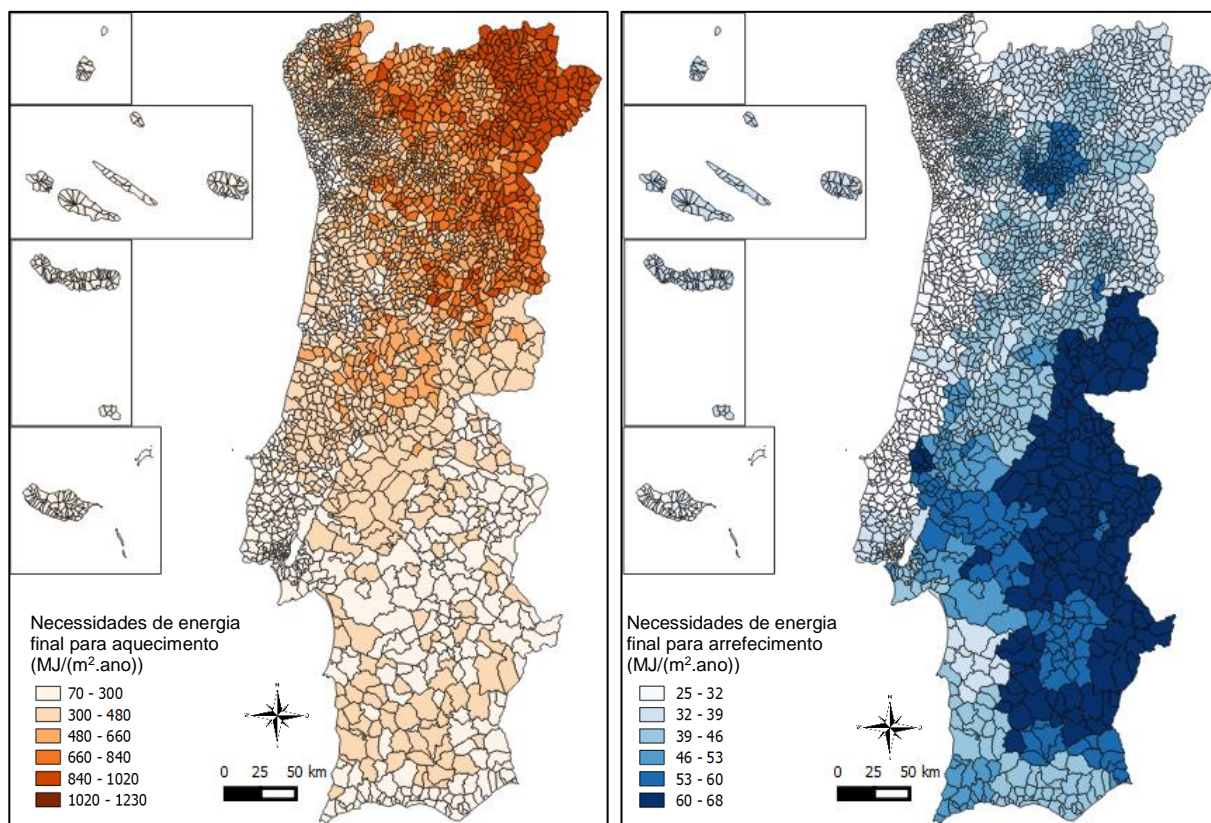 Necessidades de energia
final para aquecimento
(MJ/(m².ano))
70 - 300
300 - 480
480 - 660
660 - 840
840 - 1020
1020 - 1230
N
W
S
0 25 50 km
Necessidades de energia
final para arrefecimento
(MJ/(m².ano))
25 - 32
32 - 39
39 - 46
46 - 53
53 - 60
60 - 68
N
W
S
0 25 50 km